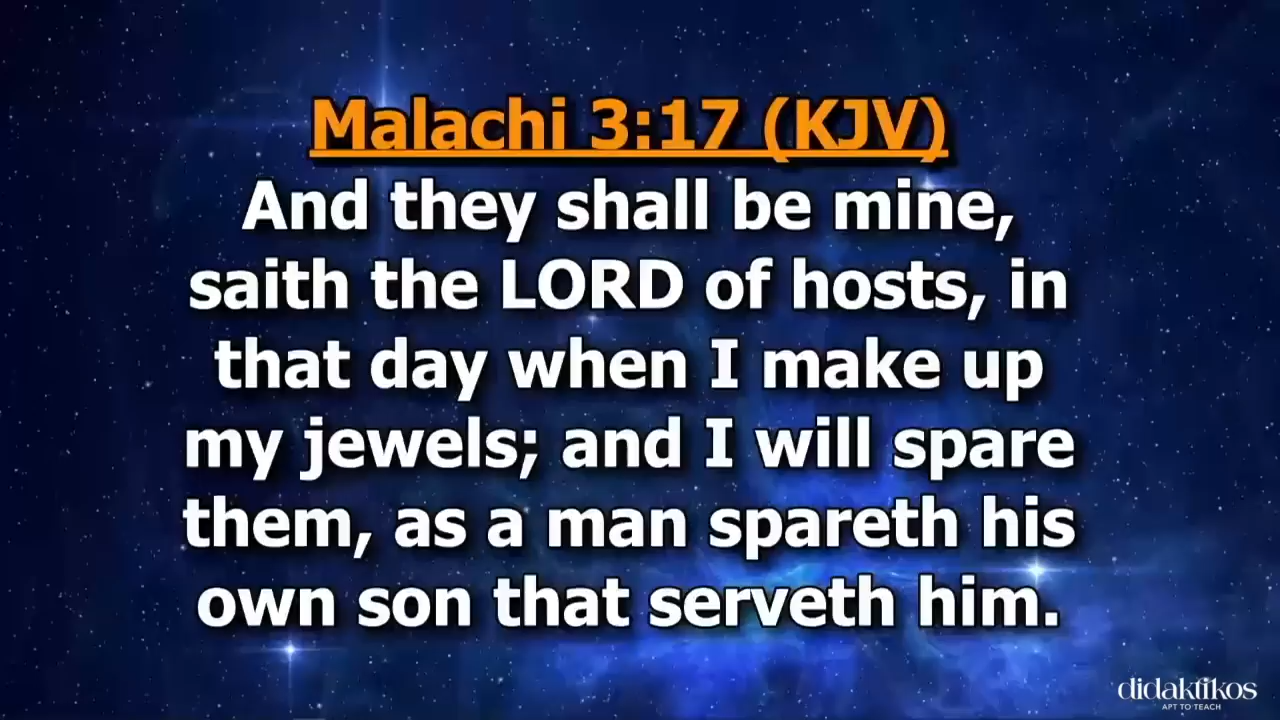 Malachi 3:17 (KJV)
And they shall be mine,
saith the LORD of hosts, in
that day when I make up
my jewels; and I will spare
them, as a man spareth his
own son that serveth him.
didaktikos
APT TO TEACH